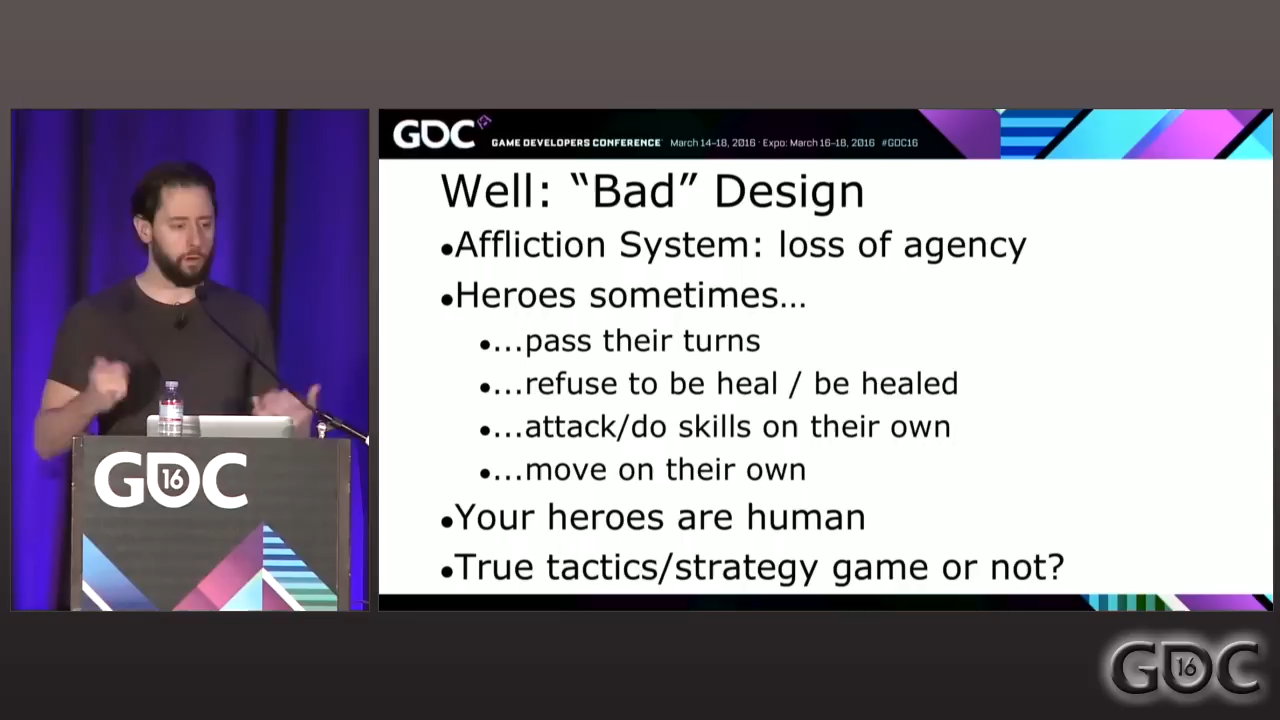 GDC
GAME DEVELOPERS CONFERENCE March 14–18, 2016 · Expo: March 16–18, 2016 #GDC16
Well: “Bad” Design
•Affliction System: loss of agency
•Heroes sometimes…
•…pass their turns
•…refuse to be heal / be healed
•…attack/do skills on their own
•…move on their own
•Your heroes are human
•True tactics/strategy game or not?
GDC 16
GDC 16